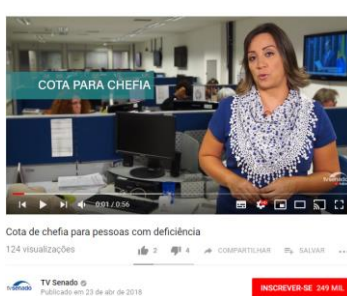 COTA PARA CHEFIA
0:01 / 0:56
Cota de chefia para pessoas com deficiência
124 visualizações
2
4
COMPARTILHAR
SALVAR
TV Senado
Publicado em 23 de abr de 2018
INSCREVER-SE 249 MIL